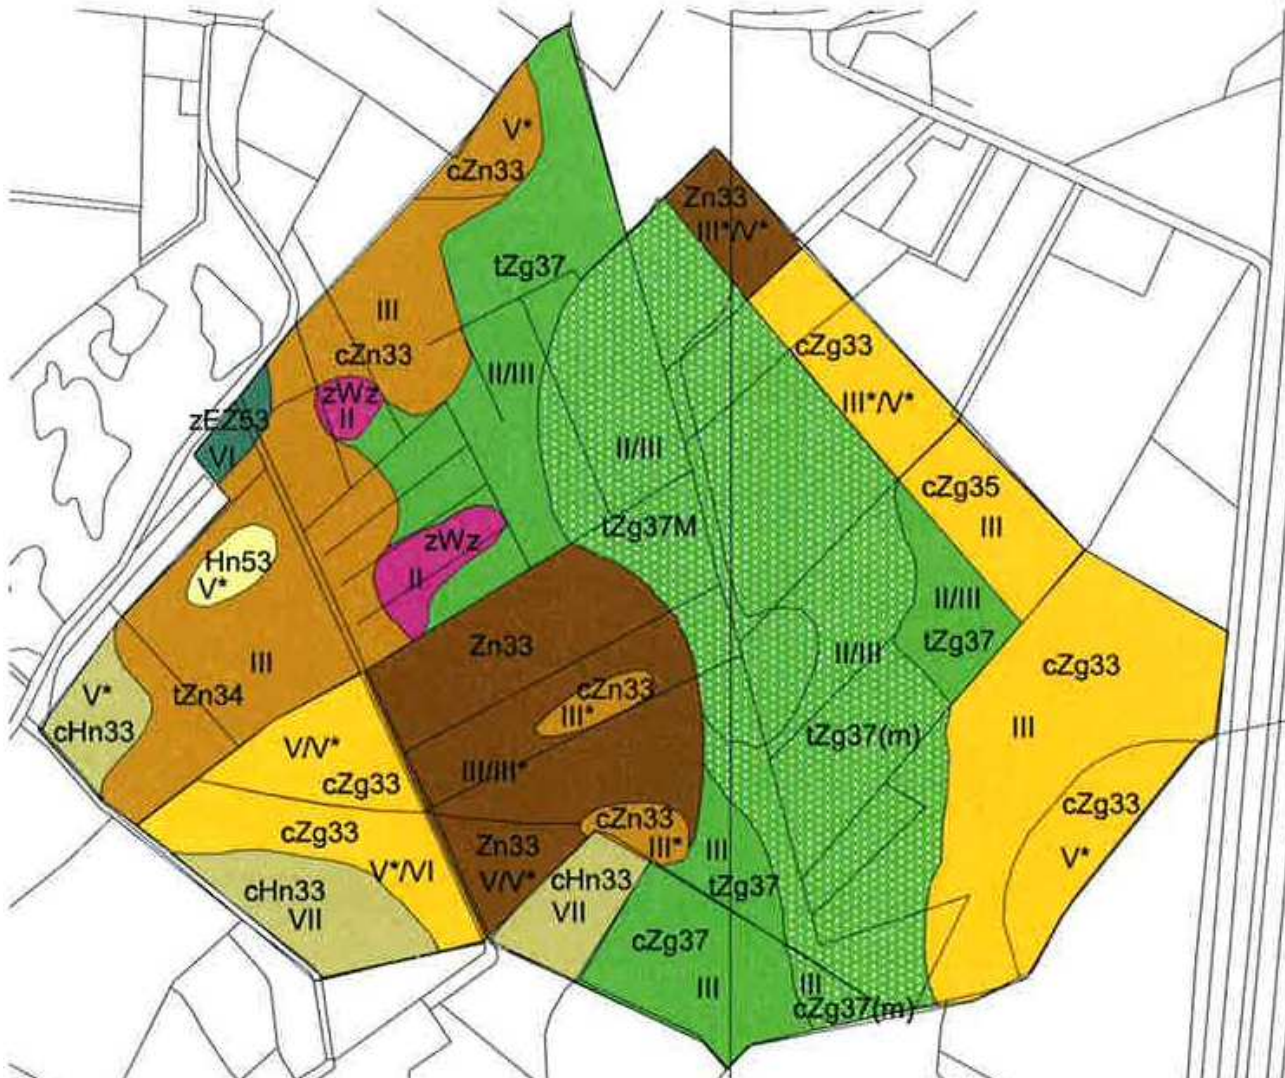 V*
cZn33
Zn33
III*/V*
tZg37
III
cZn33
cZg33
II/III
III*/V*
zWz
II
zEZ53
VI
II/III
cZg35
III
tZg37M
zWz
II
Hn53
V*
II/III
tZg37
Zn33
II/III
cZg33
III
tZn34
V*
cHn33
cZn33
III*
III
tZg37(m)
V/V*
cZg33
III/III*
cZg33
V*
cZg33
V*/VI
cZn33
III*
Zn33
V/V*
III
tZg37
cHn33
VII
cHn33
VII
cZg37
III
III
cZg37(m)